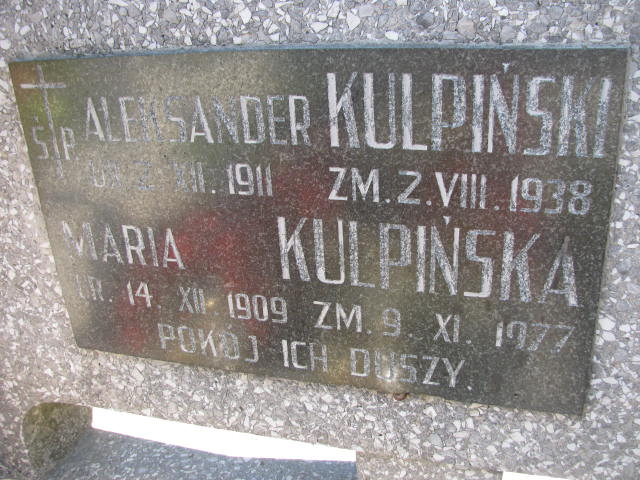 Ś P. ALEKSANDER KULPIŃSKI
UR. 2. XII. 1911 ZM. 2. VIII. 1938
MARIA KULPIŃSKA
UR. 14. XII. 1909 ZM. 9. XI. 1977
POKÓJ ICH DUSZY.